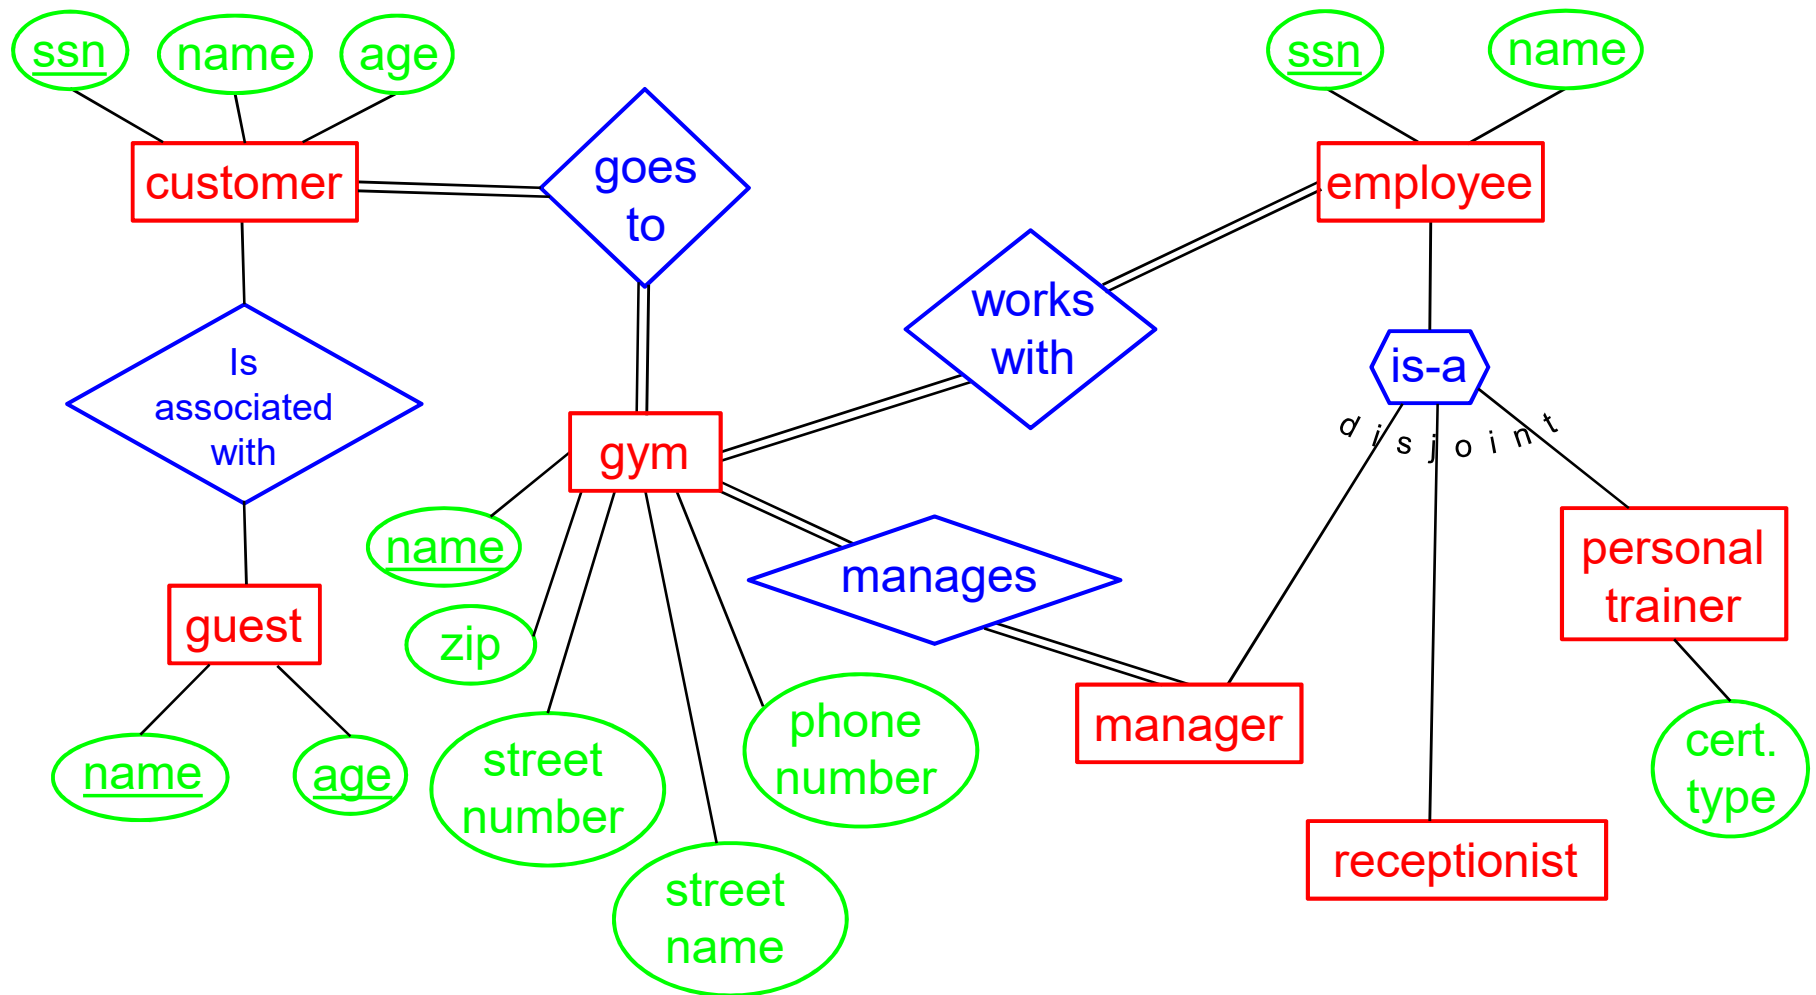 ssn
name
age
ssn
name
customer
goes
to
employee
works
with
is-a
disjoint
Is
associated
with
gym
name
zip
manages
personal
trainer
guest
name
age
street
number
phone
number
manager
cert.
type
street
name
receptionist